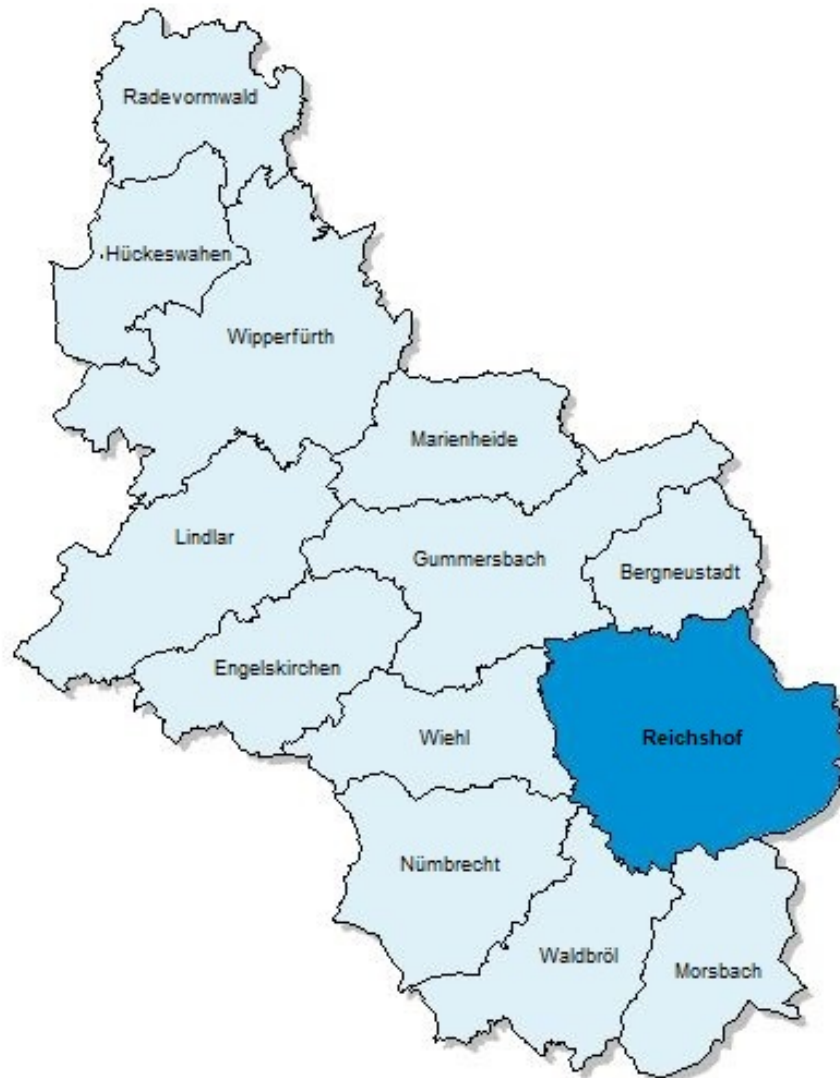 Radevormwald
Hückeswahen
Wipperfürth
Marienheide
Lindlar
Gummersbach
Bergneustadt
Engelskirchen
Wiehl
Reichshof
Nümbrecht
Waldbröl
Morsbach